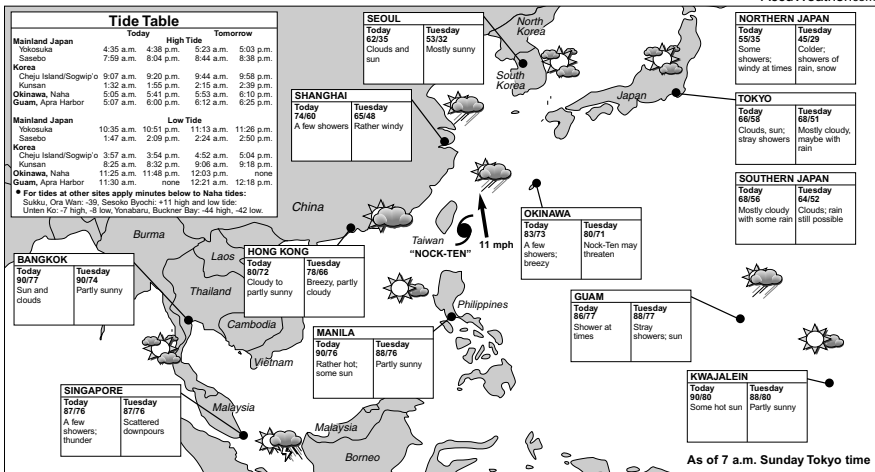 Tide Table
Today Tomorrow
Mainland Japan High Tide
Yokosuka 4:35 a.m. 4:38 p.m. 5:23 a.m. 5:03 p.m.
Sasebo 7:59 a.m. 8:04 p.m. 8:44 a.m. 8:38 p.m.
Korea
Cheju Island/Sogwip'o 9:07 a.m. 9:20 p.m. 9:44 a.m. 9:58 p.m.
Kunsan 1:32 a.m. 1:55 p.m. 2:15 a.m. 2:39 p.m.
Okinawa, Naha 5:05 a.m. 5:41 p.m. 5:53 a.m. 6:10 p.m.
Guam, Apra Harbor 5:07 a.m. 6:00 p.m. 6:12 a.m. 6:25 p.m.
Mainland Japan Low Tide
Yokosuka 10:35 a.m. 10:51 p.m. 11:13 a.m. 11:26 p.m.
Sasebo 1:47 a.m. 2:09 p.m. 2:24 a.m. 2:50 p.m.
Korea
Cheju Island/Sogwip'o 3:57 a.m. 3:54 p.m. 4:52 a.m. 5:04 p.m.
Kunsan 8:25 a.m. 8:32 p.m. 9:06 a.m. 9:18 p.m.
Okinawa, Naha 11:25 a.m. 11:48 p.m. 12:03 p.m. none
Guam, Apra Harbor 11:30 a.m. none 12:21 a.m. 12:18 p.m.
• For tides at other sites apply minutes below to Naha tides:
Sukku, Ora Wan: -39, Sesoko Byochi: +11 high and low tide:
Unten Ko: -7 high, -8 low, Yonabaru, Buckner Bay: -44 high, -42 low.
SEOUL
Today Tuesday
62/35 53/32
Clouds and sun
Mostly sunny
North Korea
South Korea
Japan
NORTHERN JAPAN
Today Tuesday
55/35 45/29
Some showers; windy at times
Colder; showers of rain, snow
SHANGHAI
Today Tuesday
74/60 65/48
A few showers
Rather windy
TOKYO
Today Tuesday
66/58 68/51
Clouds, sun; stray showers
Mostly cloudy, maybe with rain
SOUTHERN JAPAN
Today Tuesday
68/56 64/52
Mostly cloudy with some rain
Clouds; rain still possible
China
Burma
Laos
Thailand
Cambodia
Vietnam
Taiwan
"NOCK-TEN"
11 mph
OKINAWA
Today Tuesday
83/73 80/71
A few showers; breezy
Nock-Ten may threaten
BANGKOK
Today Tuesday
90/77 90/74
Sun and clouds
Partly sunny
HONG KONG
Today Tuesday
80/72 78/66
Cloudy to partly sunny
Breezy, partly cloudy
Philippines
MANILA
Today Tuesday
90/76 88/76
Rather hot; some sun
Partly sunny
GUAM
Today Tuesday
86/77 88/77
Shower at times
Stray showers; sun
KWAJALEIN
Today Tuesday
90/80 88/80
Some hot sun
Partly sunny
SINGAPORE
Today Tuesday
87/76 87/76
A few showers; thunder
Scattered downpours
Malaysia
Malaysia
Borneo
As of 7 a.m. Sunday Tokyo time